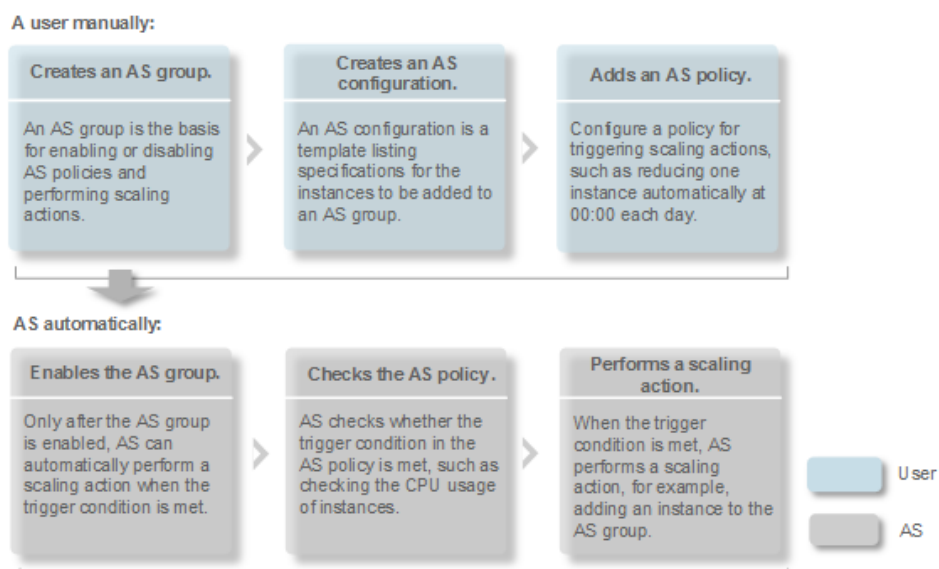 A user manually:
Creates an AS group.
An AS group is the basis
for enabling or disabling
AS policies and
performing scaling
actions.
Creates an AS
configuration.
An AS configuration is a
template listing
specifications for the
instances to be added to
an AS group.
Adds an AS policy.
Configure a policy for
triggering scaling actions,
such as reducing one
instance automatically at
00:00 each day.
AS automatically:
Enables the AS group.
Only after the AS group
is enabled, AS can
automatically perform a
scaling action when the
trigger condition is met.
Checks the AS policy.
AS checks whether the
trigger condition in the
AS policy is met, such as
checking the CPU usage
of instances.
Performs a scaling
action.
When the trigger
condition is met, AS
performs a scaling
action, for example,
adding an instance to the
AS group.
User
AS